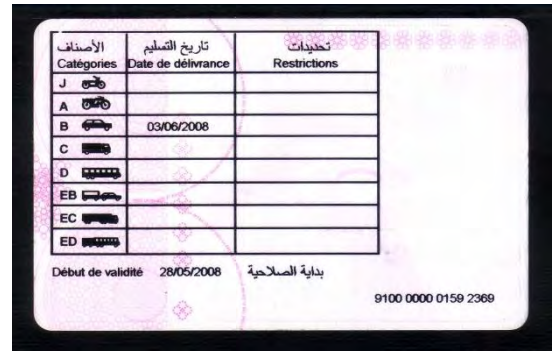 الأصناف تاريخ التسليم تحديدات
Catégories Date de délivrance Restrictions
J
A
B 03/06/2008
C
D
EB
EC
ED
Début de validité 28/05/2008 بداية الصلاحية
9100 0000 0159 2369